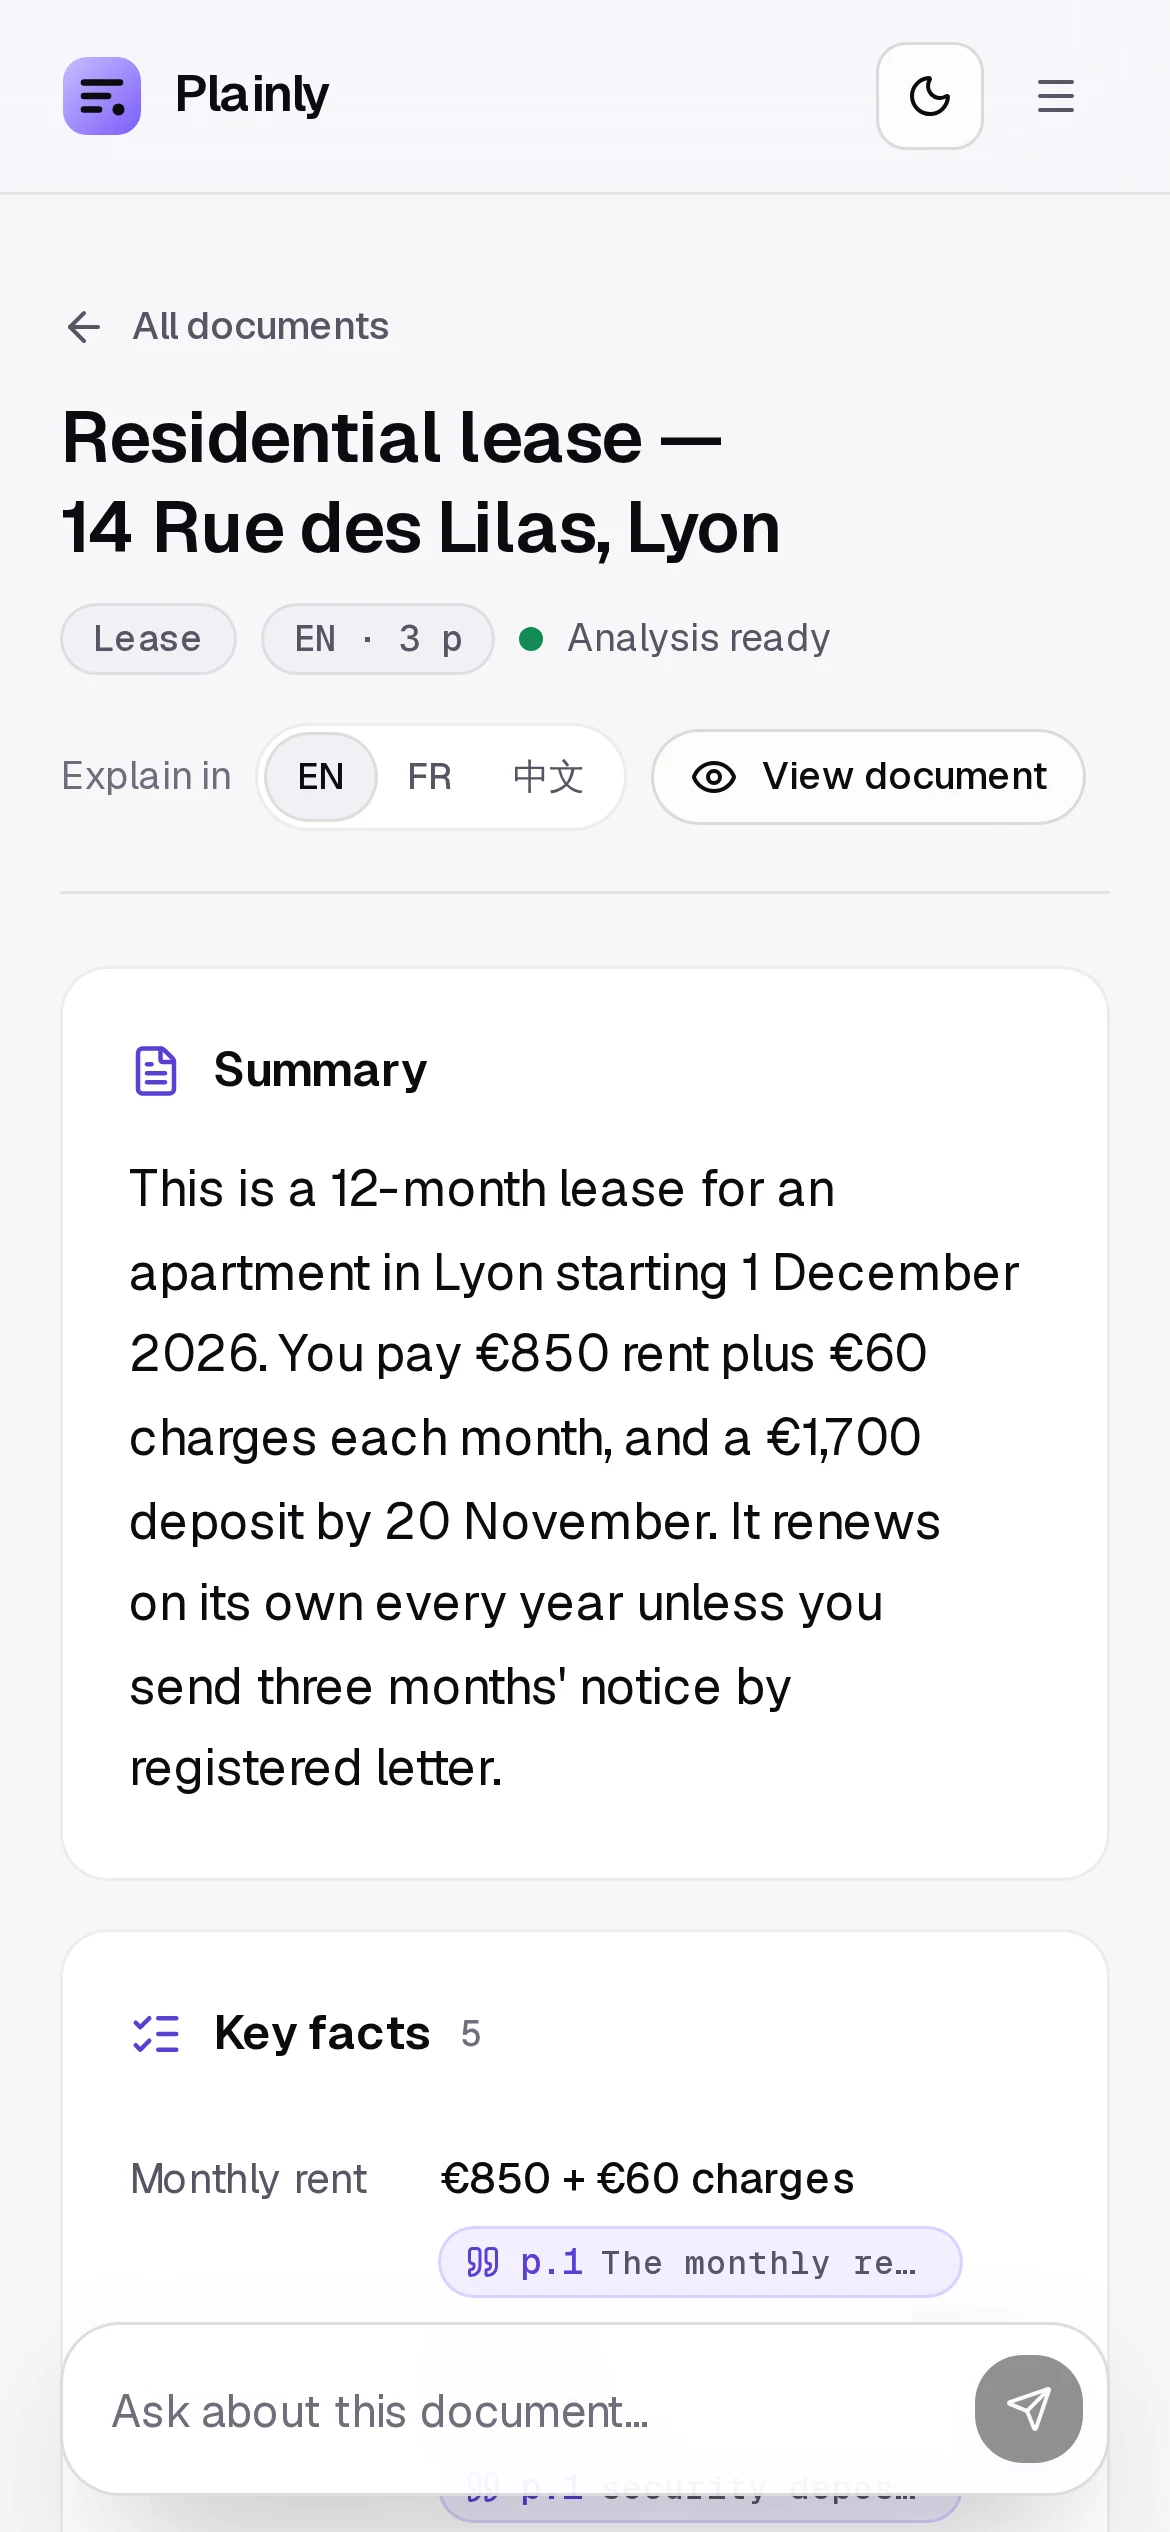 Plainly
All documents
Residential lease —
14 Rue des Lilas, Lyon
Lease
EN · 3 p
Analysis ready
Explain in
EN
FR
中文
View document
Summary
This is a 12-month lease for an
apartment in Lyon starting 1 December
2026. You pay €850 rent plus €60
charges each month, and a €1,700
deposit by 20 November. It renews
on its own every year unless you
send three months' notice by
registered letter.
Key facts 5
Monthly rent
€850 + €60 charges
p.1 The monthly re…
Ask about this document…
p.1 security depos…